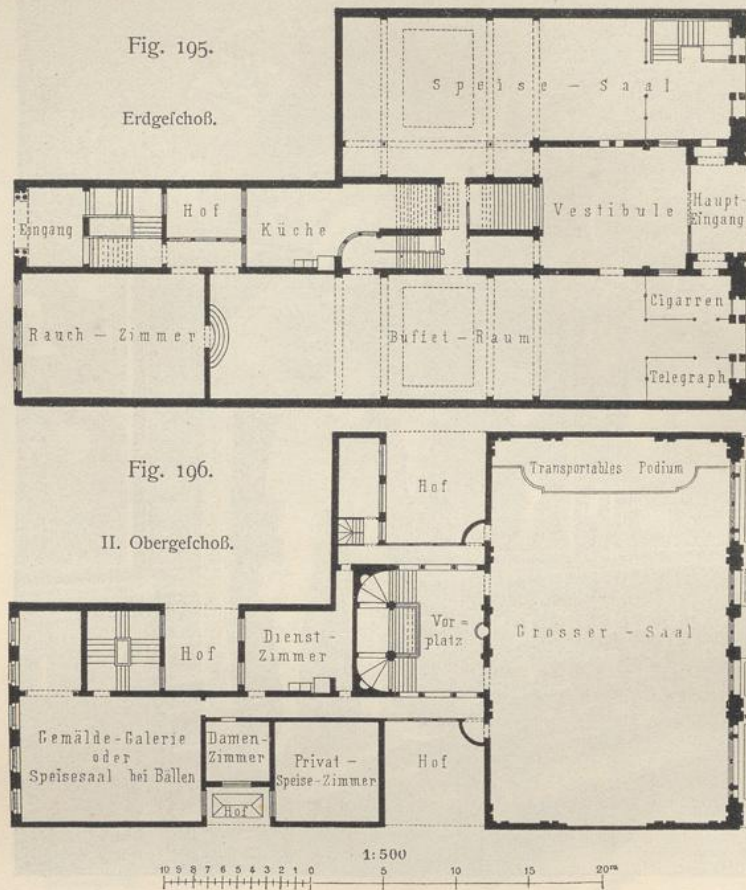 Fig. 195.
Erdgeſchoß.
Speise-Saal
Eingang
Hof
Küche
Vestibule
Haupt-
Eingang
Rauch-Zimmer
Buffet-Raum
Cigarren
Telegraph
Fig. 196.
II. Obergeſchoß.
Hof
Transportables Podium
Hof
Dienst-
Zimmer
Vor=
platz
Grosser-Saal
Gemälde-Galerie
oder
Speisesaal bei Bällen
Damen-
Zimmer
Hof
Privat-
Speise-Zimmer
Hof
1:500
10 9 8 7 6 5 4 3 2 1 0 5 10 15 20m